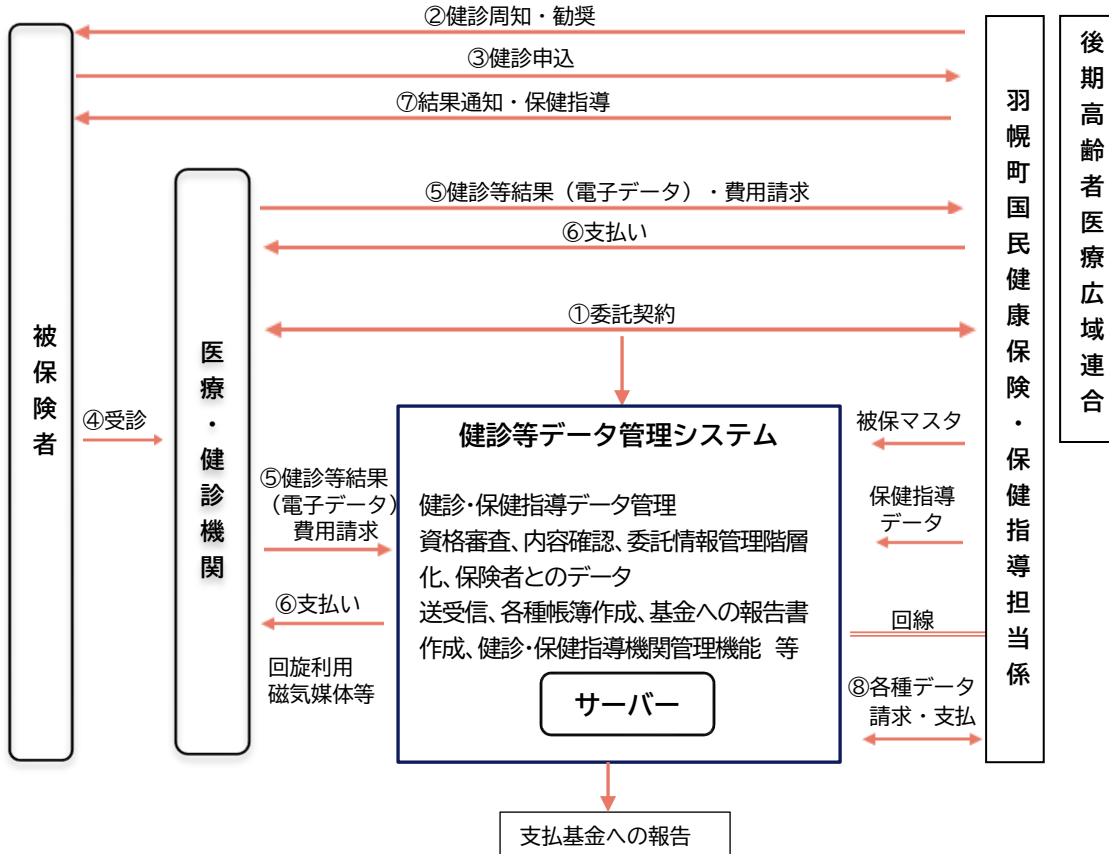 ②健診周知・勧奨
③健診申込
⑦結果通知・保健指導
⑤健診等結果（電子データ）・費用請求
⑥支払い
①委託契約
被保険者
④受診
医療・健診機関
⑤健診等結果
（電子データ）
費用請求
⑥支払い
回旋利用
磁気媒体等
健診等データ管理システム
健診・保健指導データ管理
資格審査、内容確認、委託情報管理階層
化、保険者とのデータ
送受信、各種帳簿作成、基金への報告書
作成、健診・保健指導機関管理機能 等
サーバー
支払基金への報告
被保マスタ
保健指導
データ
回線
⑧各種データ
請求・支払
羽幌町国民健康保険・保健指導担当係
後期高齢者医療広域連合